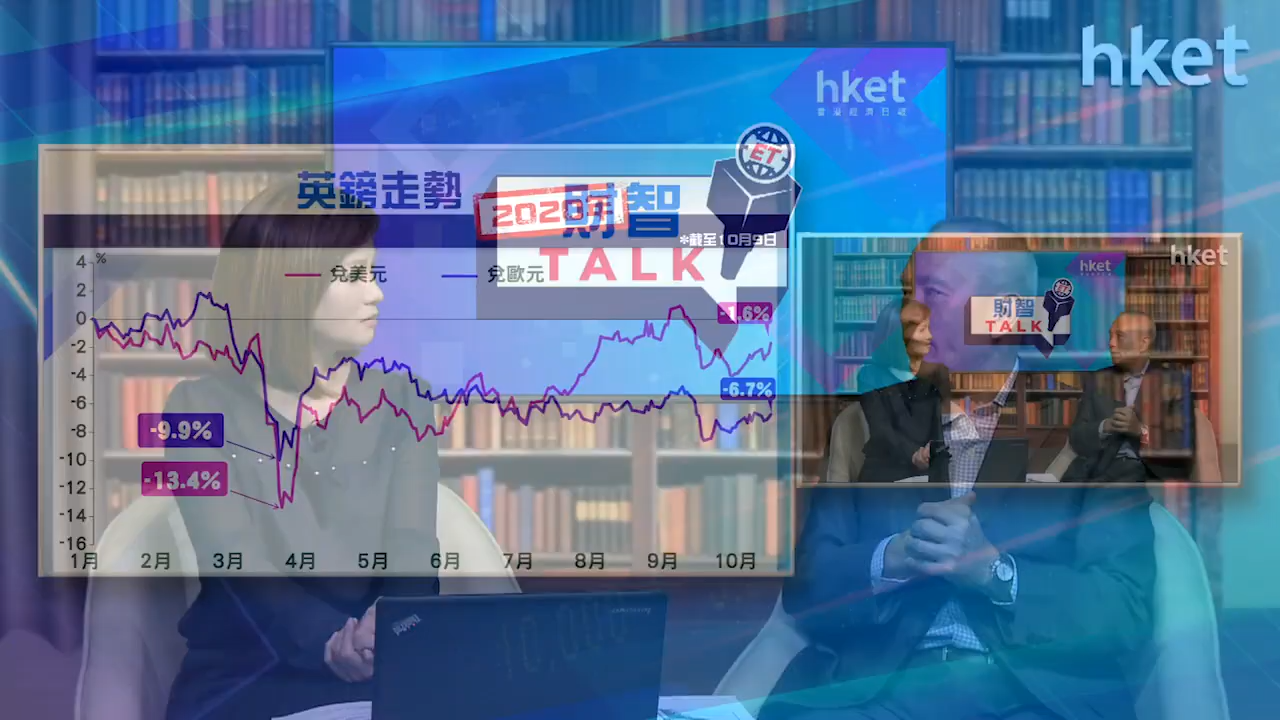 hket
hket
香港經濟日報
ET
英鎊走勢
2020
財智
TALK
*截至10月9日
%
兌美元
兌歐元
4
2
0
-2
-4
-6
-8
-10
-12
-14
-16
-1.6%
-6.7%
-9.9%
-13.4%
1月 2月 3月 4月 5月 6月 7月 8月 9月 10月
hket
hket
財智
TALK
ThinkPad